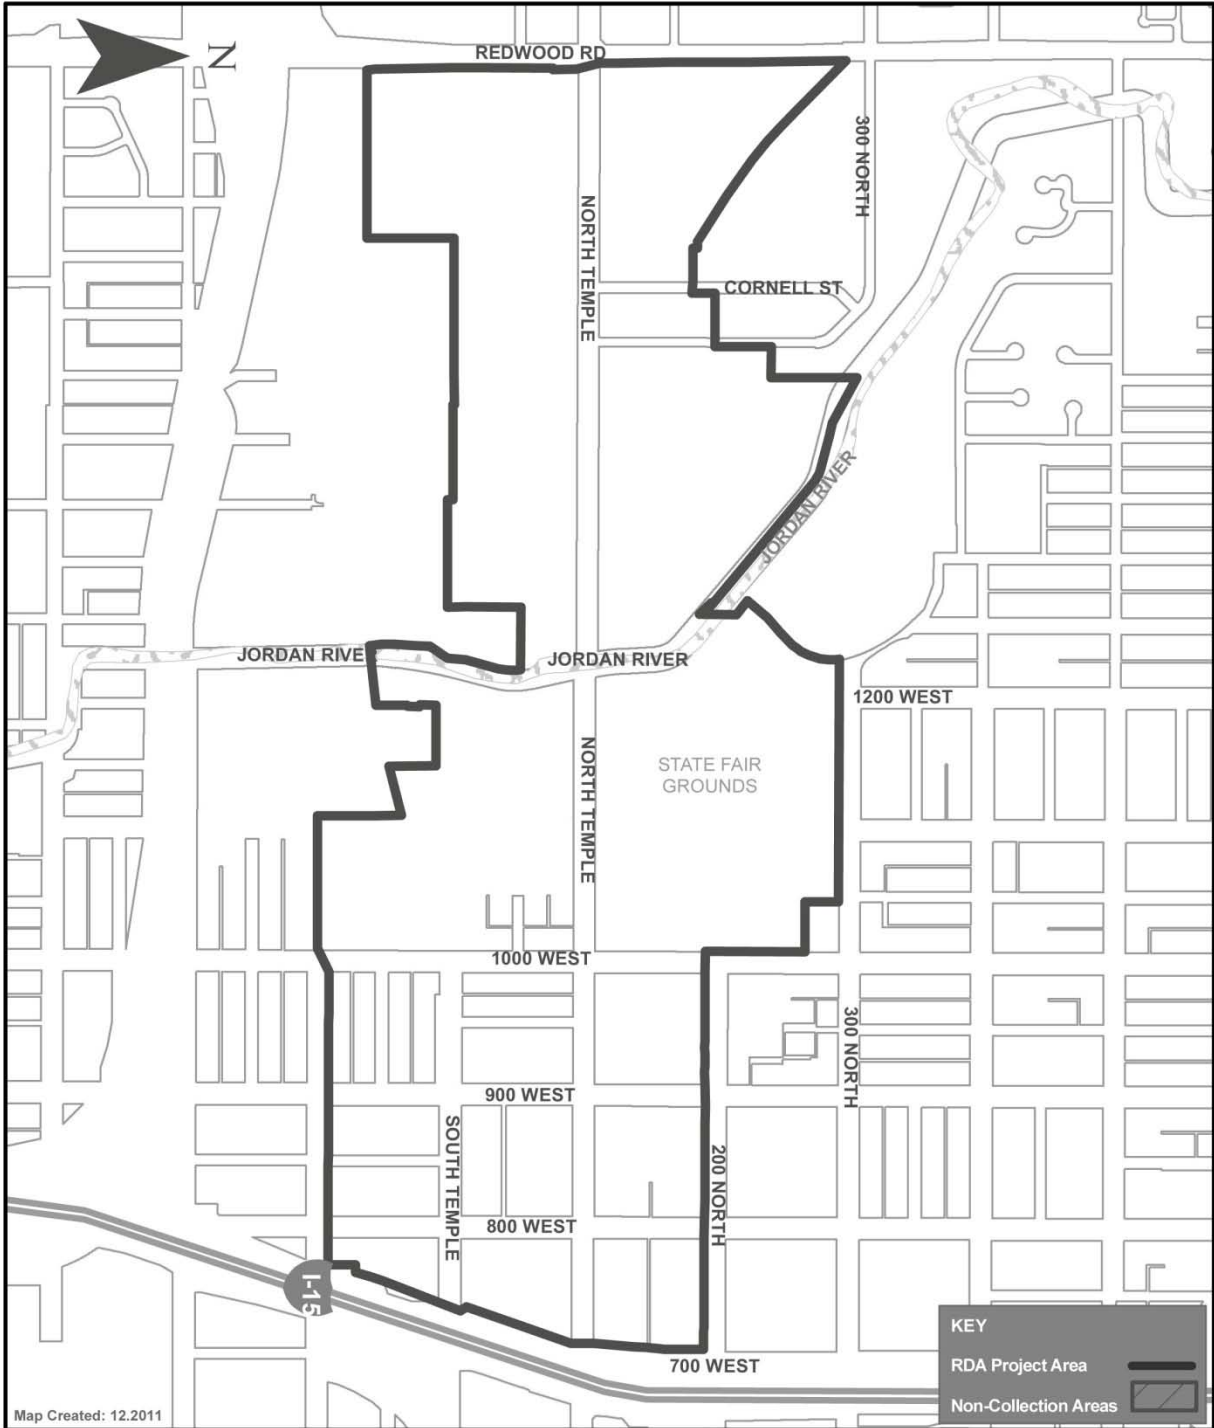 N
REDWOOD RD
300 NORTH
NORTH TEMPLE
CORNELL ST
JORDAN RIVER
JORDAN RIVE
JORDAN RIVER
1200 WEST
STATE FAIR
GROUNDS
NORTH TEMPLE
1000 WEST
300 NORTH
900 WEST
SOUTH TEMPLE
200 NORTH
800 WEST
I-15
700 WEST
KEY
RDA Project Area
Non-Collection Areas
Map Created: 12.2011